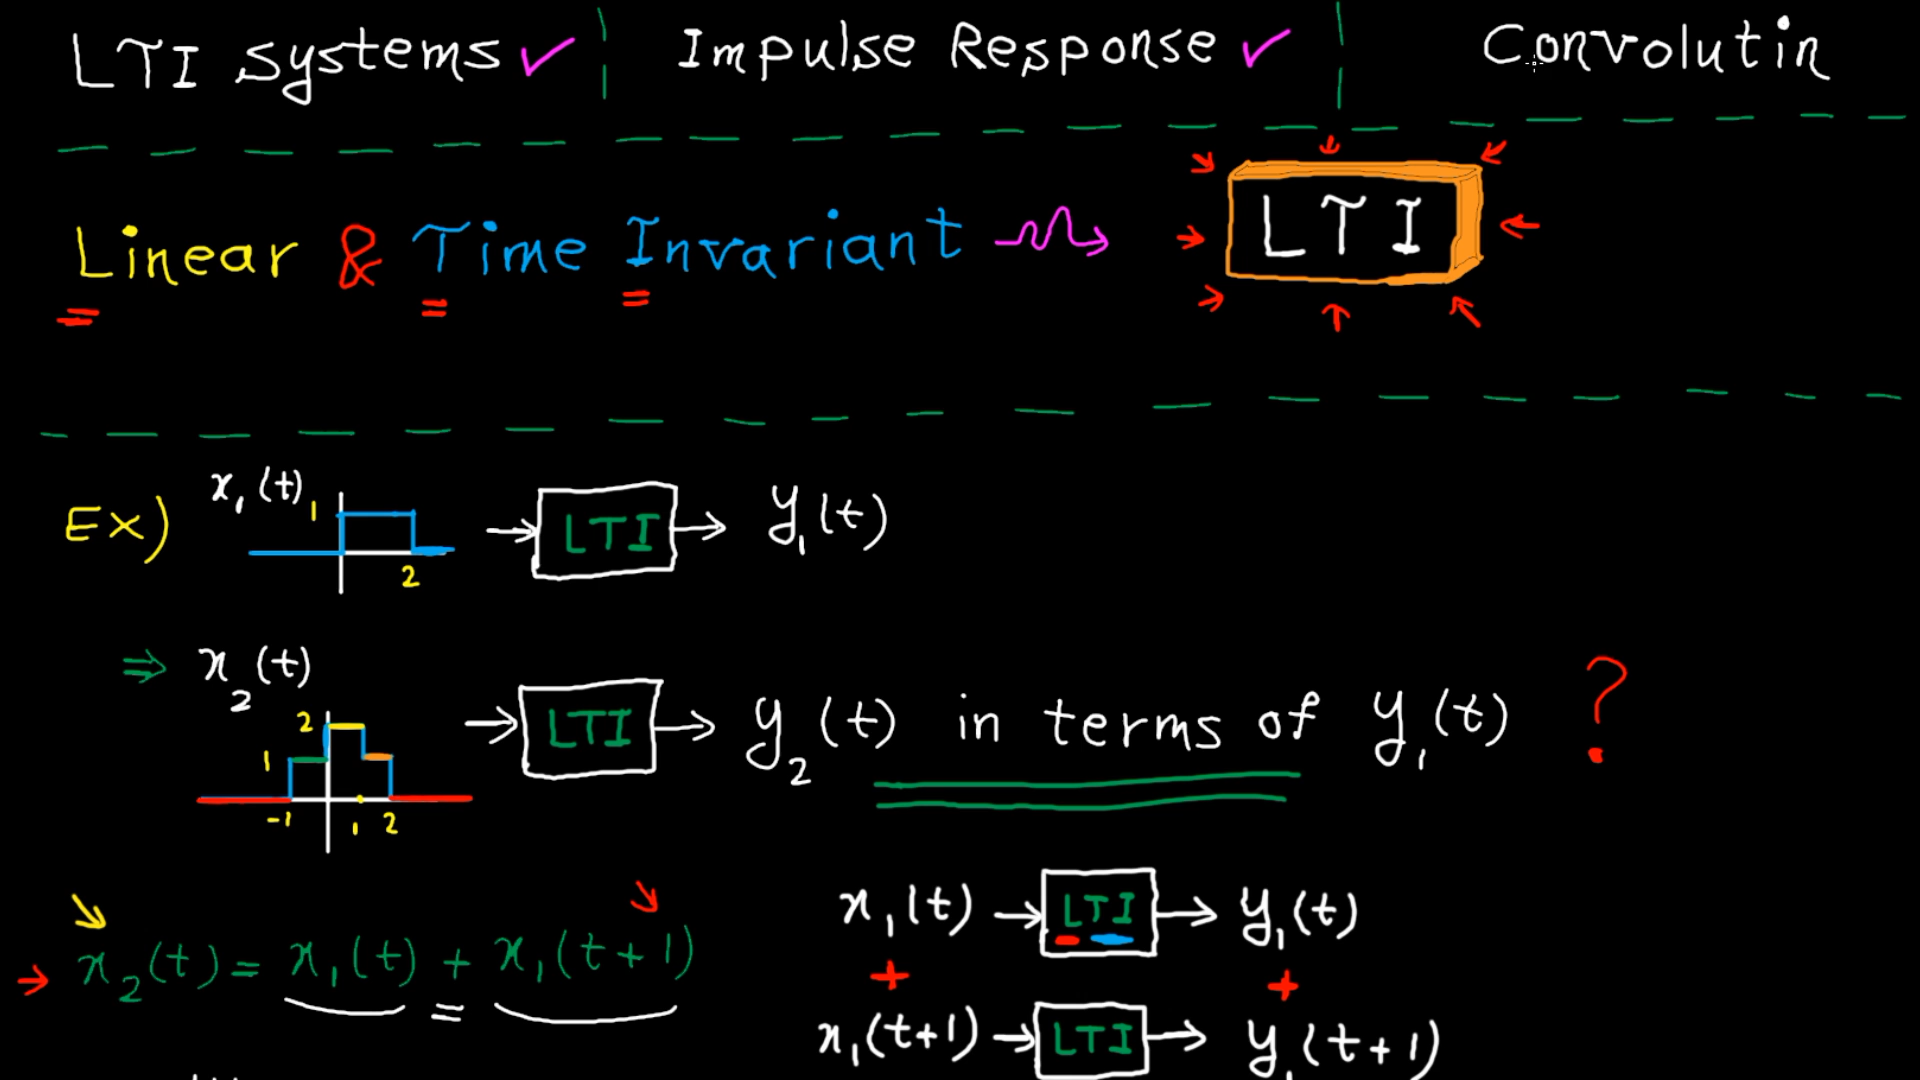 LTI systems ✓ Impulse Response ✓ Convolutin
Linear & Time Invariant LTI
Ex) x₁(t) 1 2 → LTI → y₁(t)
⇒ x₂(t) 2 1 -1 1 2 → LTI → y₂(t) in terms of y₁(t) ?
→ x₂(t) = x₁(t) + x₁(t+1)
x₁(t) → LTI → y₁(t)
+ +
x₁(t+1) → LTI → y₁(t+1)